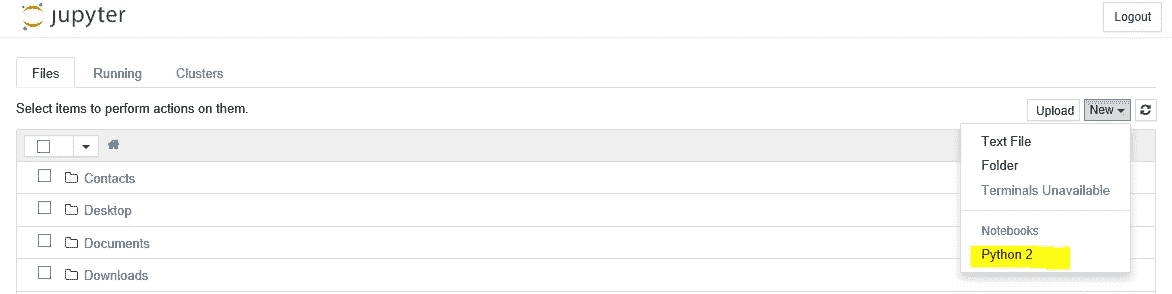 jupyter
Logout
Files Running Clusters
Select items to perform actions on them.
Upload New
Text File
Folder
Terminals Unavailable
Notebooks
Python 2
Contacts
Desktop
Documents
Downloads